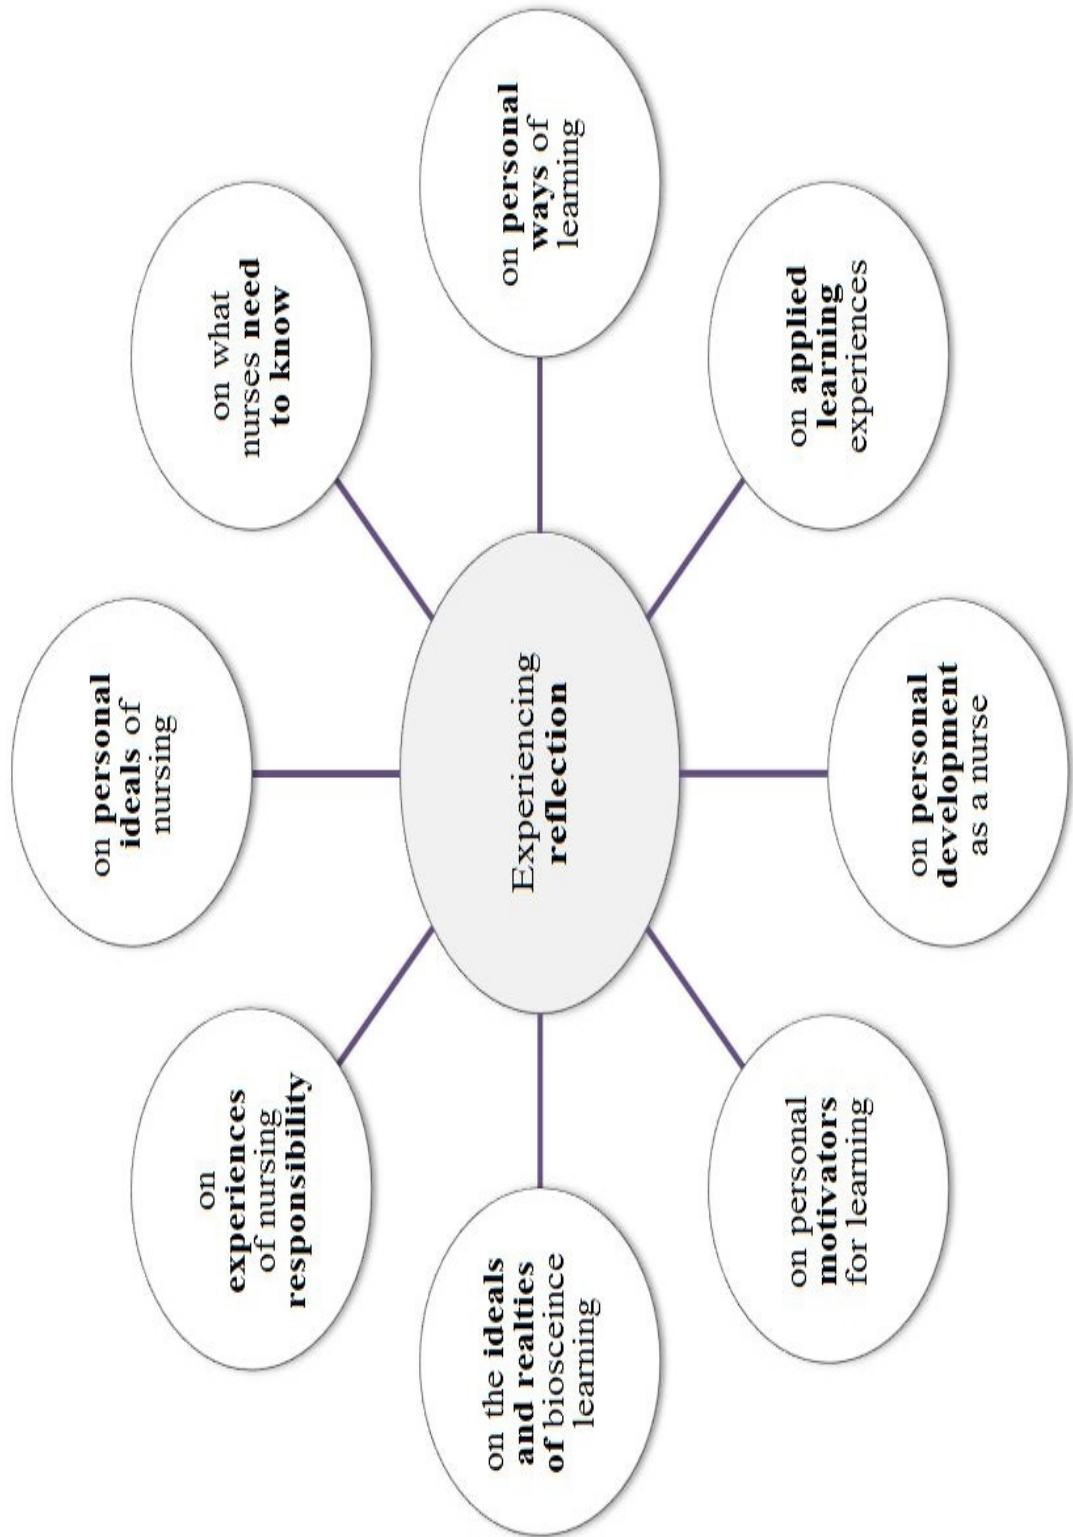 on personal
ideals of
nursing
on
experiences
of nursing
responsibility
on what
nurses need
to know
on the ideals
and realties
of biosceince
learning
Experiencing
reflection
on personal
ways of
learning
on personal
motivators
for learning
on applied
learning
experiences
on personal
development
as a nurse